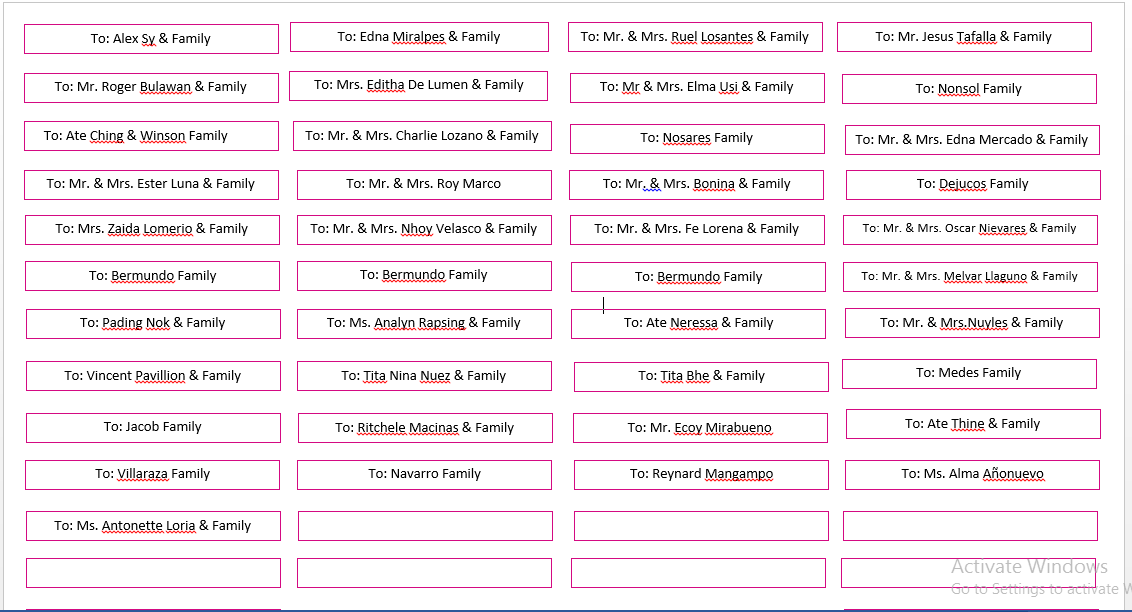 To: Alex Sy & Family
To: Edna Miralpes & Family
To: Mr. & Mrs. Ruel Losantes & Family
To: Mr. Jesus Tafalla & Family
To: Mr. Roger Bulawan & Family
To: Mrs. Editha De Lumen & Family
To: Mr & Mrs. Elma Usi & Family
To: Nonsol Family
To: Ate Ching & Winson Family
To: Mr. & Mrs. Charlie Lozano & Family
To: Nosares Family
To: Mr. & Mrs. Edna Mercado & Family
To: Mr. & Mrs. Ester Luna & Family
To: Mr. & Mrs. Roy Marco
To: Mr. & Mrs. Bonina & Family
To: Dejucos Family
To: Mrs. Zaida Lomerio & Family
To: Mr. & Mrs. Nhoy Velasco & Family
To: Mr. & Mrs. Fe Lorena & Family
To: Mr. & Mrs. Oscar Nievares & Family
To: Bermundo Family
To: Bermundo Family
To: Bermundo Family
To: Mr. & Mrs. Melvar Llaguno & Family
To: Pading Nok & Family
To: Ms. Analyn Rapsing & Family
To: Ate Neressa & Family
To: Mr. & Mrs.Nuyles & Family
To: Vincent Pavillion & Family
To: Tita Nina Nuez & Family
To: Tita Bhe & Family
To: Medes Family
To: Jacob Family
To: Ritchele Macinas & Family
To: Mr. Ecoy Mirabueno
To: Ate Thine & Family
To: Villaraza Family
To: Navarro Family
To: Reynard Mangampo
To: Ms. Alma Añonuevo
To: Ms. Antonette Loria & Family
Activate Windows
Go to Settings to activate W